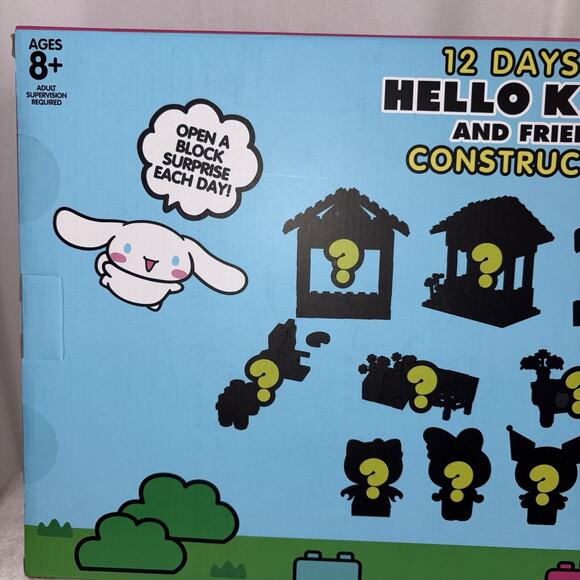 AGES
8+
ADULT
SUPERVISION
REQUIRED
OPEN A
BLOCK
SURPRISE
EACH DAY!
12 DAYS
HELLO K
AND FRIE
CONSTRUC
?
?
?
?
?
?
?
?